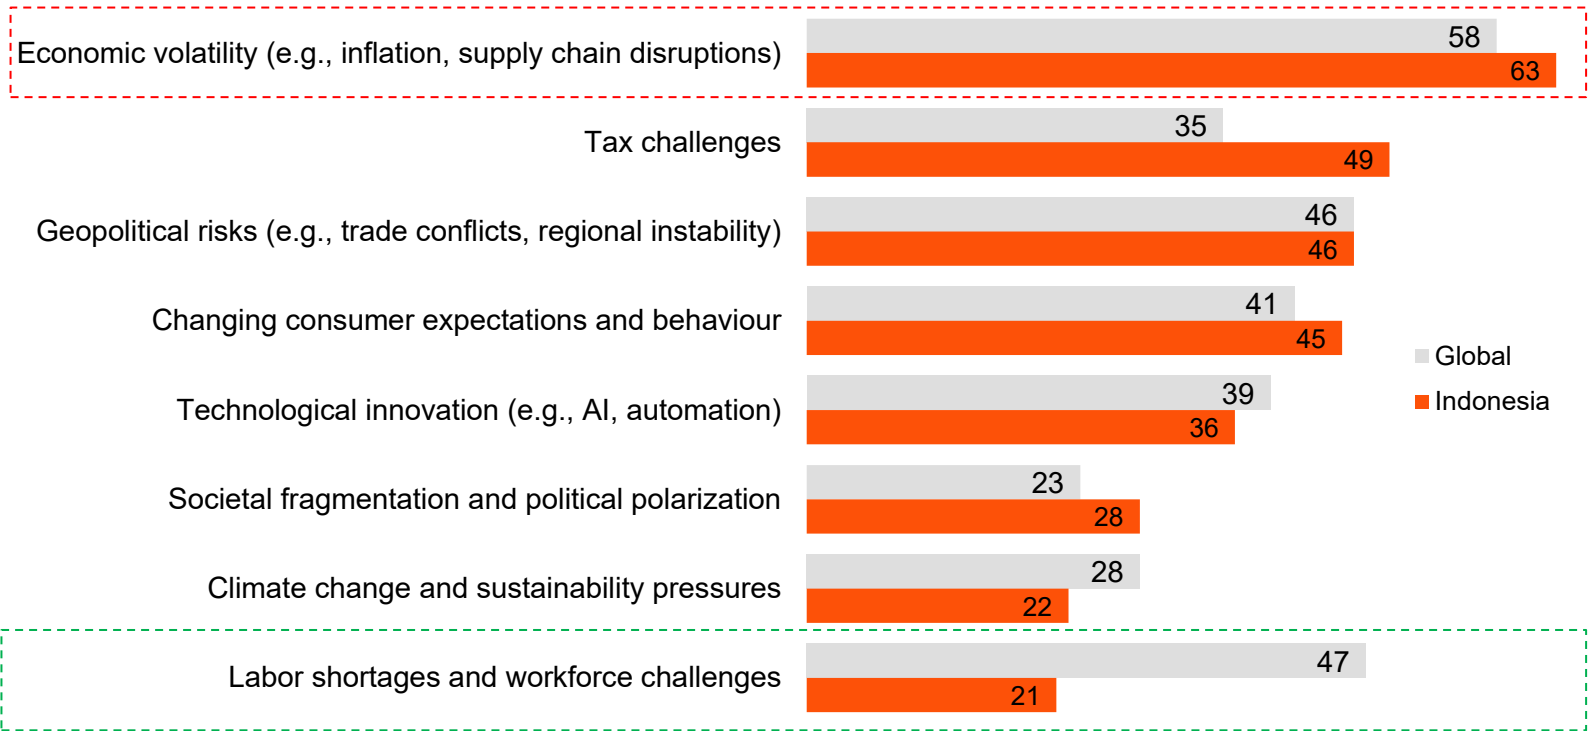 Economic volatility (e.g., inflation, supply chain disruptions)
58
63
Tax challenges
35
49
Geopolitical risks (e.g., trade conflicts, regional instability)
46
46
Changing consumer expectations and behaviour
41
45
Global
Indonesia
Technological innovation (e.g., AI, automation)
39
36
Societal fragmentation and political polarization
23
28
Climate change and sustainability pressures
28
22
Labor shortages and workforce challenges
47
21